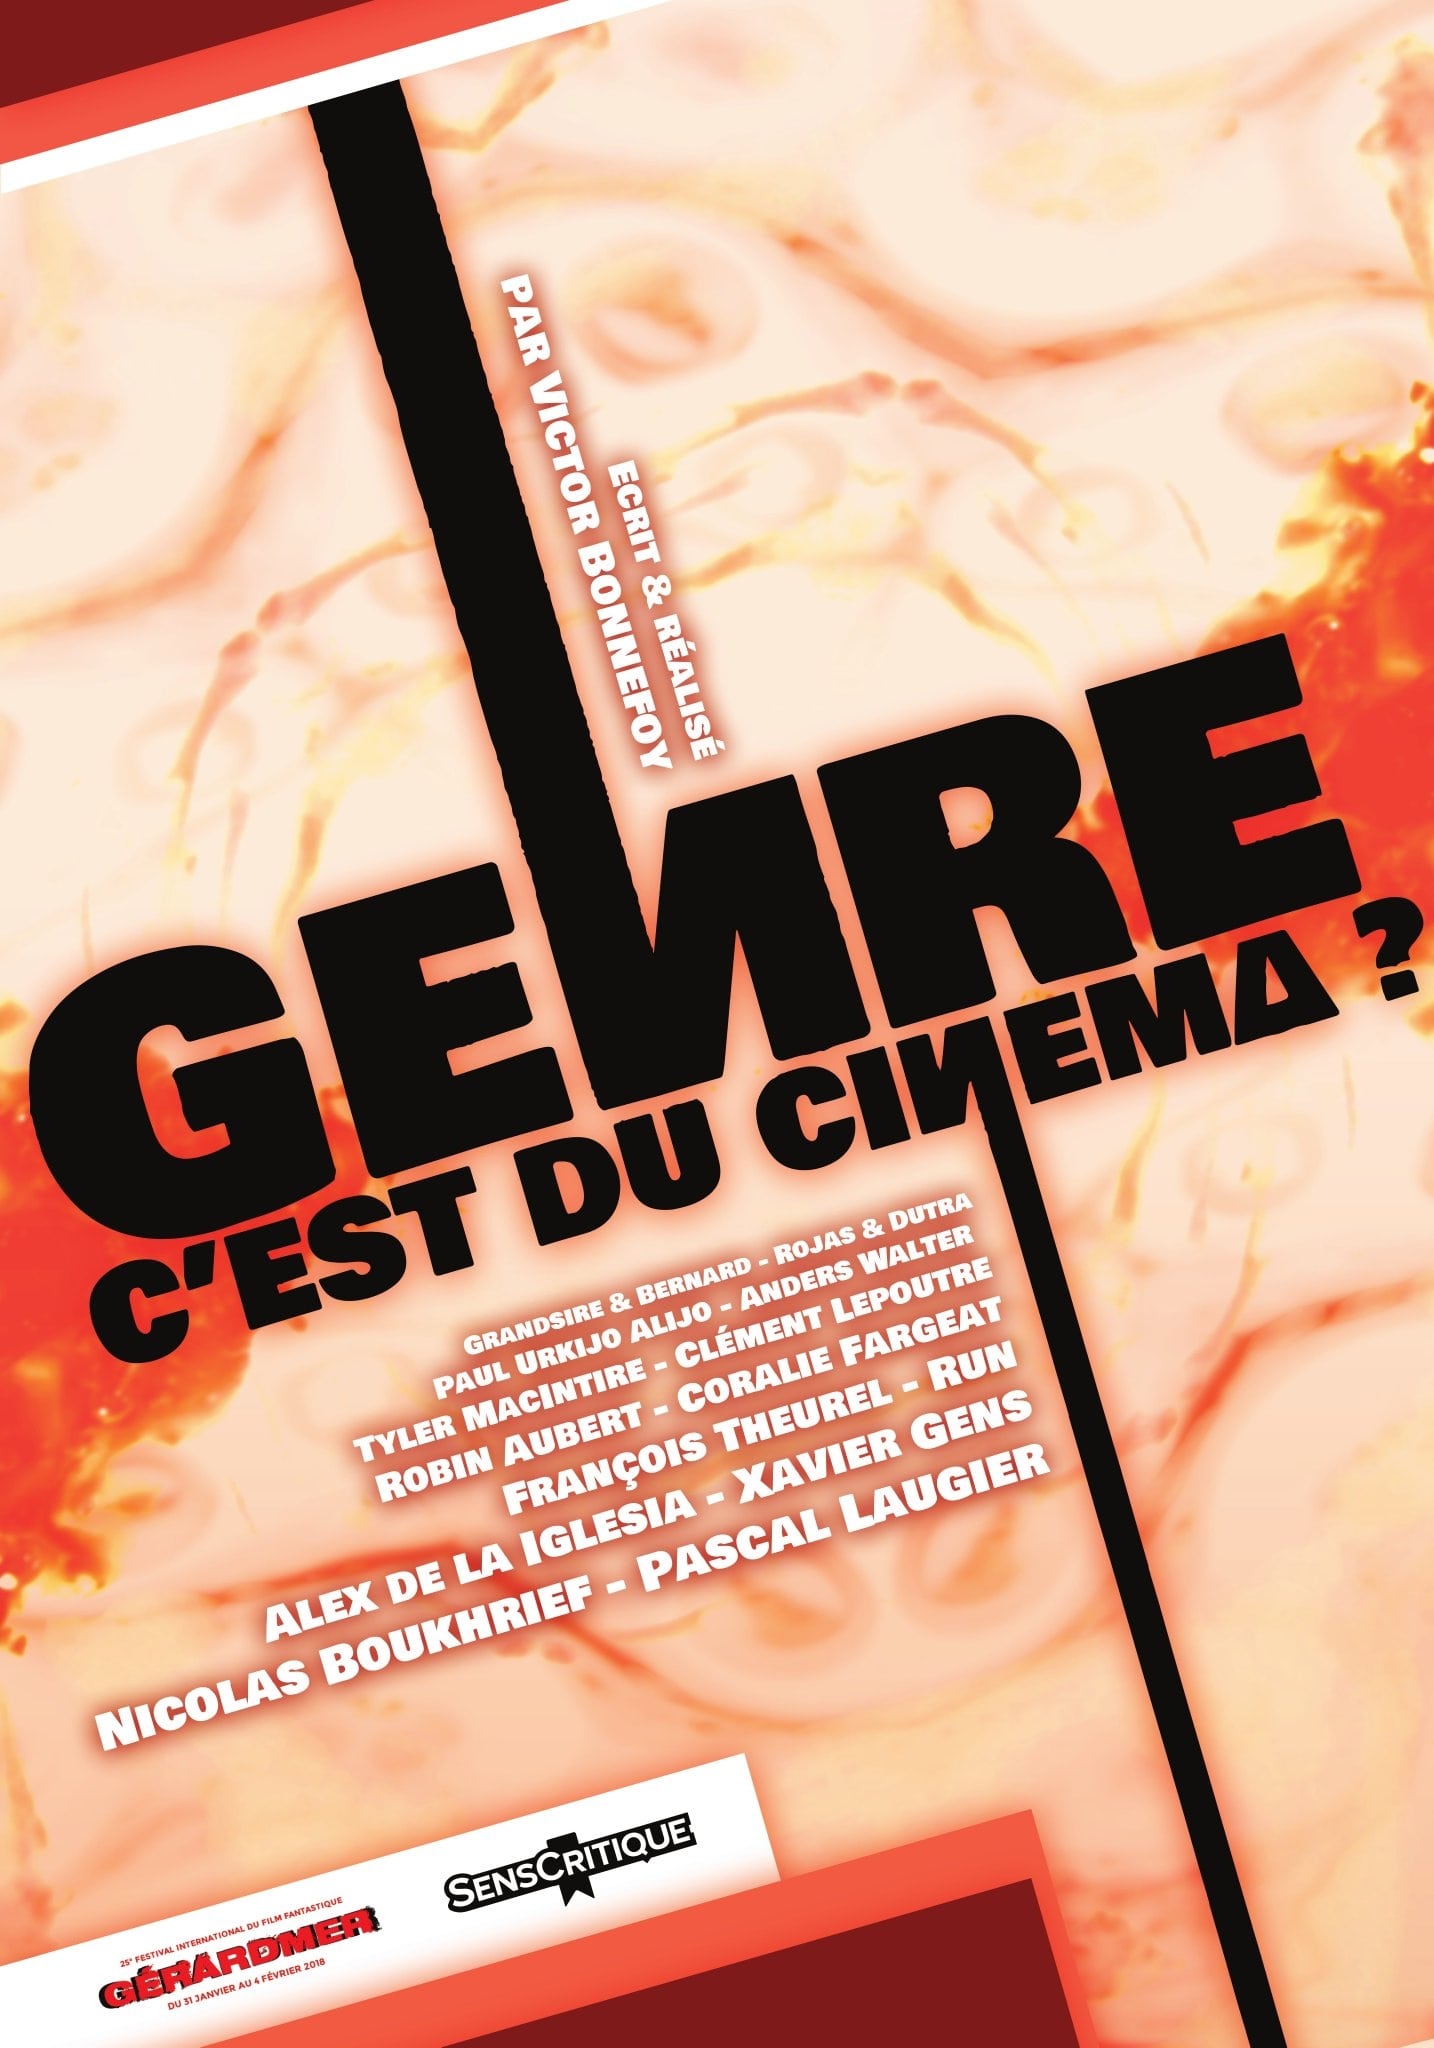 ECRIT & RÉALISÉ
PAR VICTOR BONNEFOY
GENRE
C'EST DU CINEMA ?
GRANDSIRE & BERNARD - ROJAS & DUTRA
PAUL URKIJO ALIJO - ANDERS WALTER
TYLER MACINTIRE - CLÉMENT LEPOUTRE
ROBIN AUBERT - CORALIE FARGEAT
FRANÇOIS THEUREL - RUN
ALEX DE LA IGLESIA - XAVIER GENS
NICOLAS BOUKHRIEF - PASCAL LAUGIER
SENSCRITIQUE
25e FESTIVAL INTERNATIONAL DU FILM FANTASTIQUE
GÉRARDMER
DU 31 JANVIER AU 4 FÉVRIER 2018